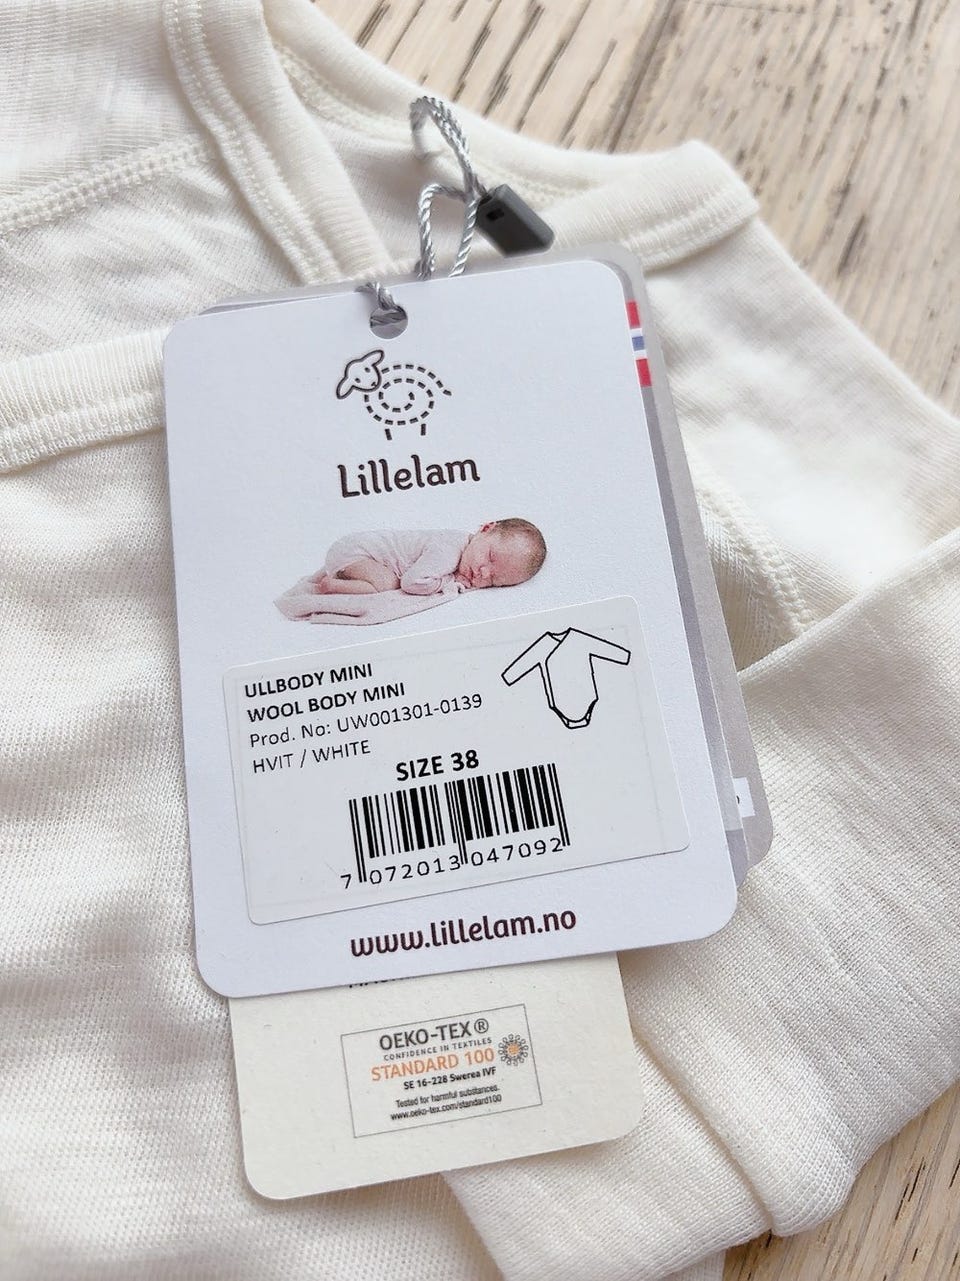 Lillelam
ULLBODY MINI
WOOL BODY MINI
Prod. No: UW001301-0139
HVIT / WHITE
SIZE 38
7 072013 047092
www.lillelam.no
OEKO-TEX®
CONFIDENCE IN TEXTILES
STANDARD 100
SE 16-228 Swerea IVF
Tested for harmful substances.
www.oeko-tex.com/standard100